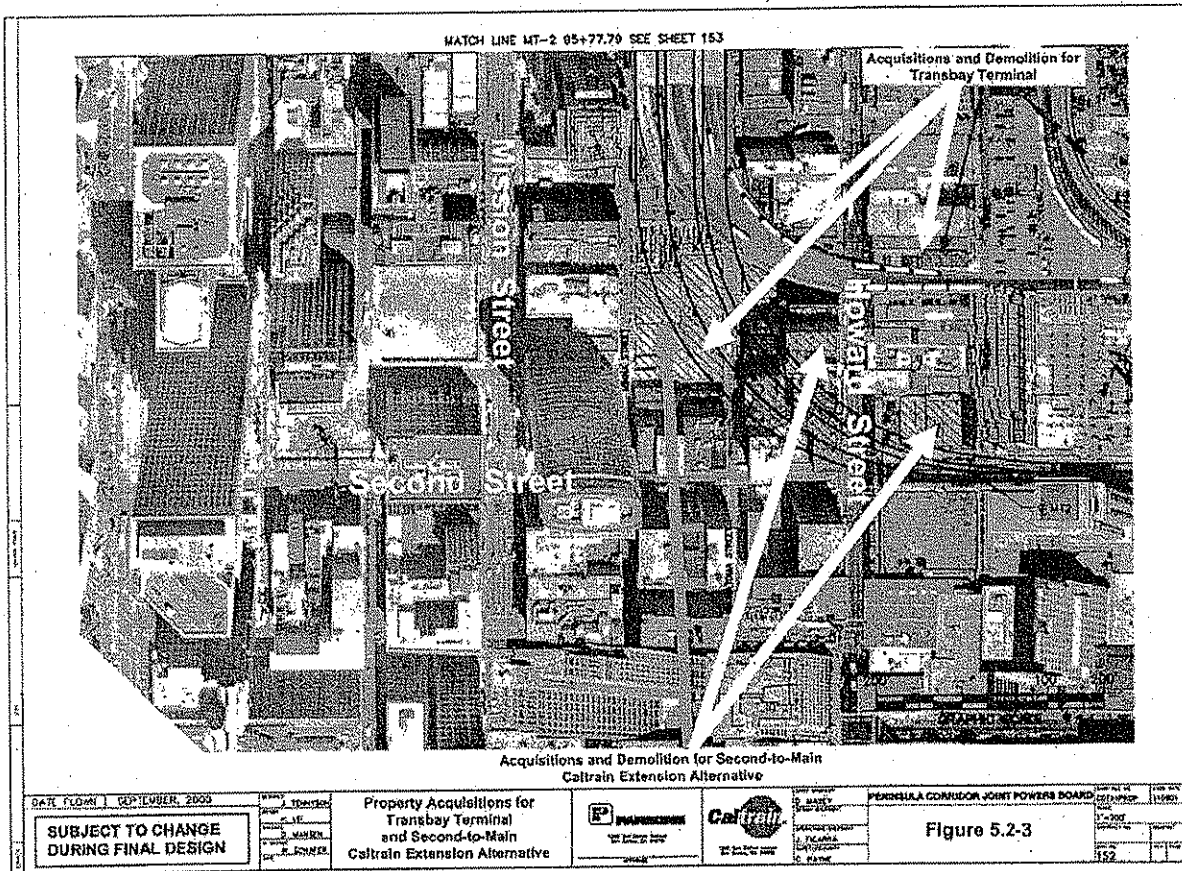 MATCH LINE MT-2 05+77.79 SEE SHEET 153
Acquisitions and Demolition for
Transbay Terminal
Mission Street
Howard Street
Second Street
Acquisitions and Demolition for Second-to-Main
Caltrain Extension Alternative
DATE FLOWN SEPTEMBER, 2000
SUBJECT TO CHANGE
DURING FINAL DESIGN
Property Acquisitions for
Transbay Terminal
and Second-to-Main
Caltrain Extension Alternative
PARSONS
Caltrain
PENINSULA CORRIDOR JOINT POWERS BOARD
Figure 5.2-3
152